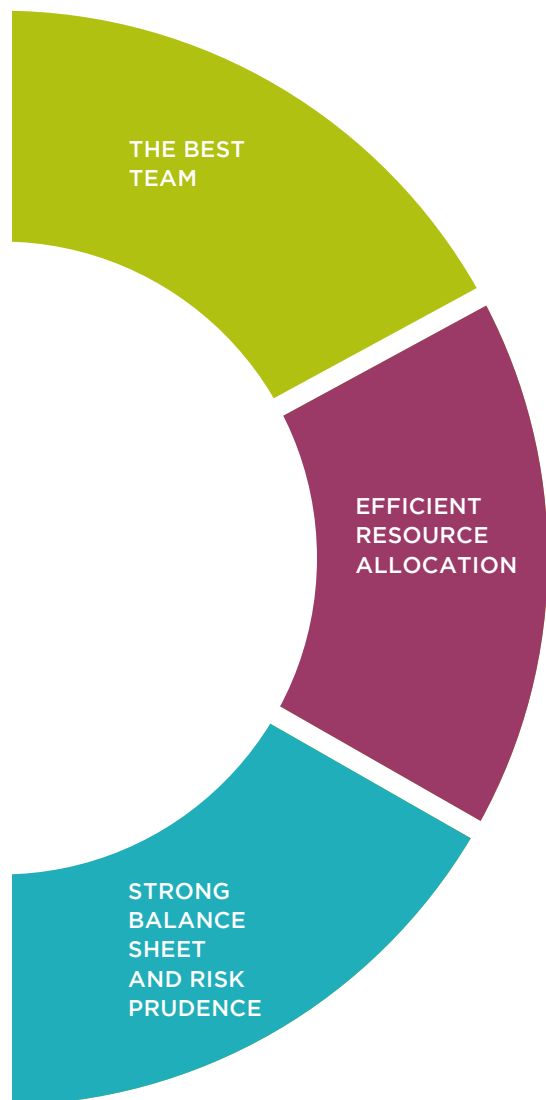 THE BEST
TEAM
EFFICIENT
RESOURCE
ALLOCATION
STRONG
BALANCE
SHEET
AND RISK
PRUDENCE